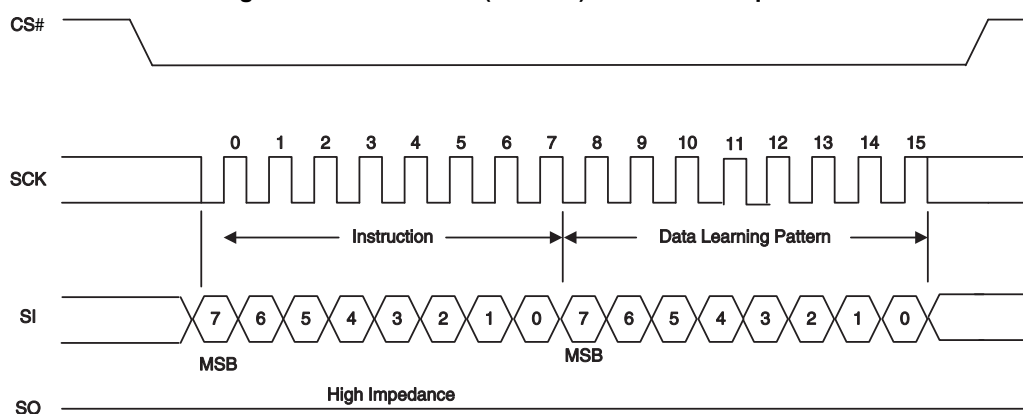 CS#
0 1 2 3 4 5 6 7 8 9 10 11 12 13 14 15
SCK
Instruction Data Learning Pattern
SI 7 6 5 4 3 2 1 0 7 6 5 4 3 2 1 0
MSB MSB
High Impedance
SO